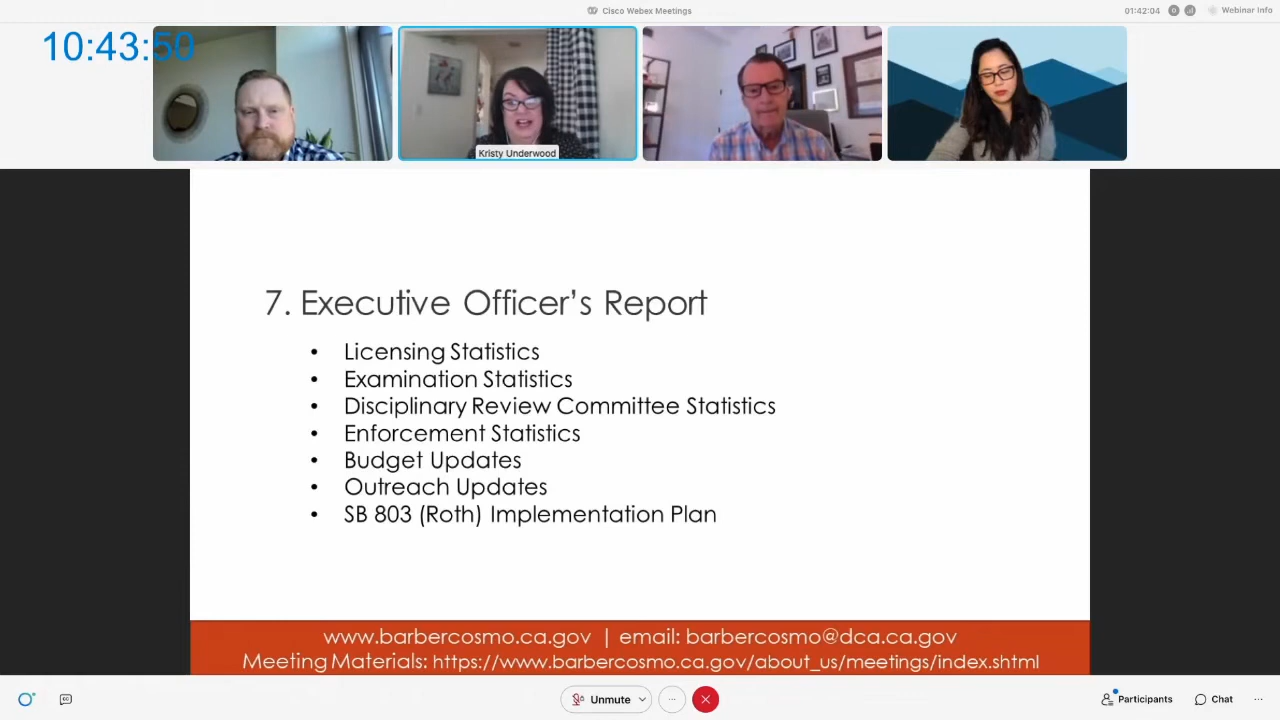 Cisco Webex Meetings
01:42:04
Webinar Info
10:43:50
Kristy Underwood
7. Executive Officer's Report
• Licensing Statistics
• Examination Statistics
• Disciplinary Review Committee Statistics
• Enforcement Statistics
• Budget Updates
• Outreach Updates
• SB 803 (Roth) Implementation Plan
www.barbercosmo.ca.gov | email: barbercosmo@dca.ca.gov
Meeting Materials: https://www.barbercosmo.ca.gov/about_us/meetings/index.shtml
Unmute
Participants
Chat